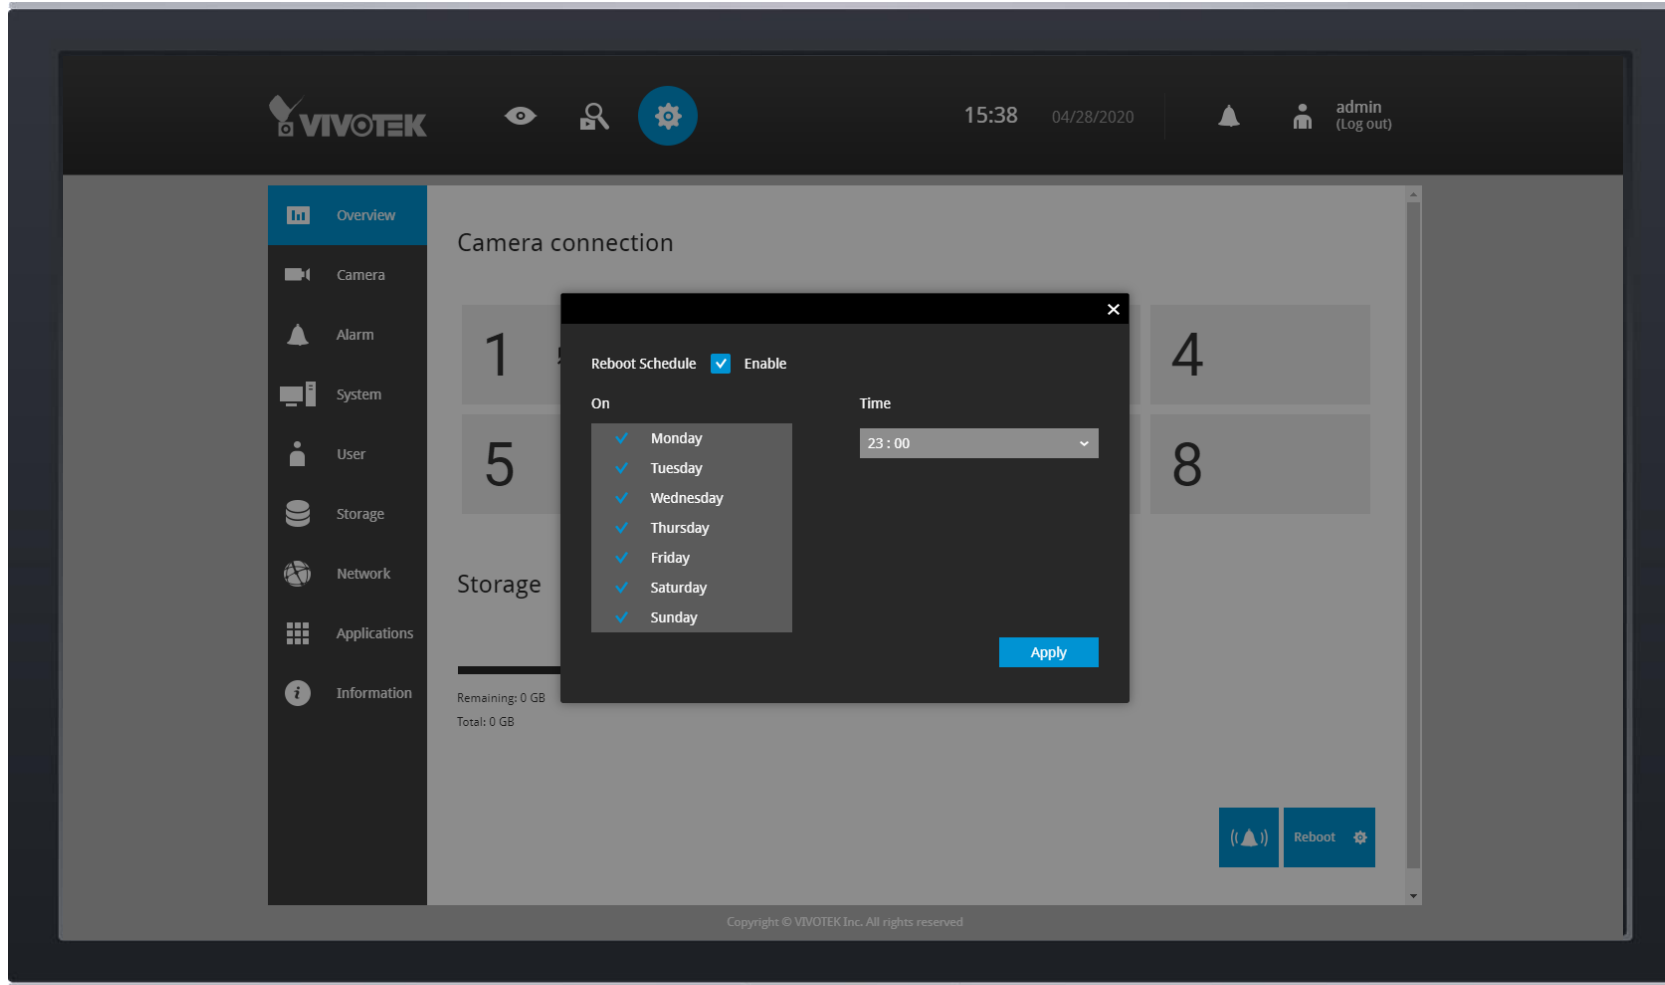 VIVOTEK
15:38 04/28/2020
admin
(Log out)
Overview
Camera
Alarm
System
User
Storage
Network
Applications
Information
Camera connection
1
4
5
8
Reboot Schedule Enable
On
Time
Monday
Tuesday
Wednesday
Thursday
Friday
Saturday
Sunday
23 : 00
Apply
Storage
Remaining: 0 GB
Total: 0 GB
Reboot
Copyright © VIVOTEK Inc. All rights reserved